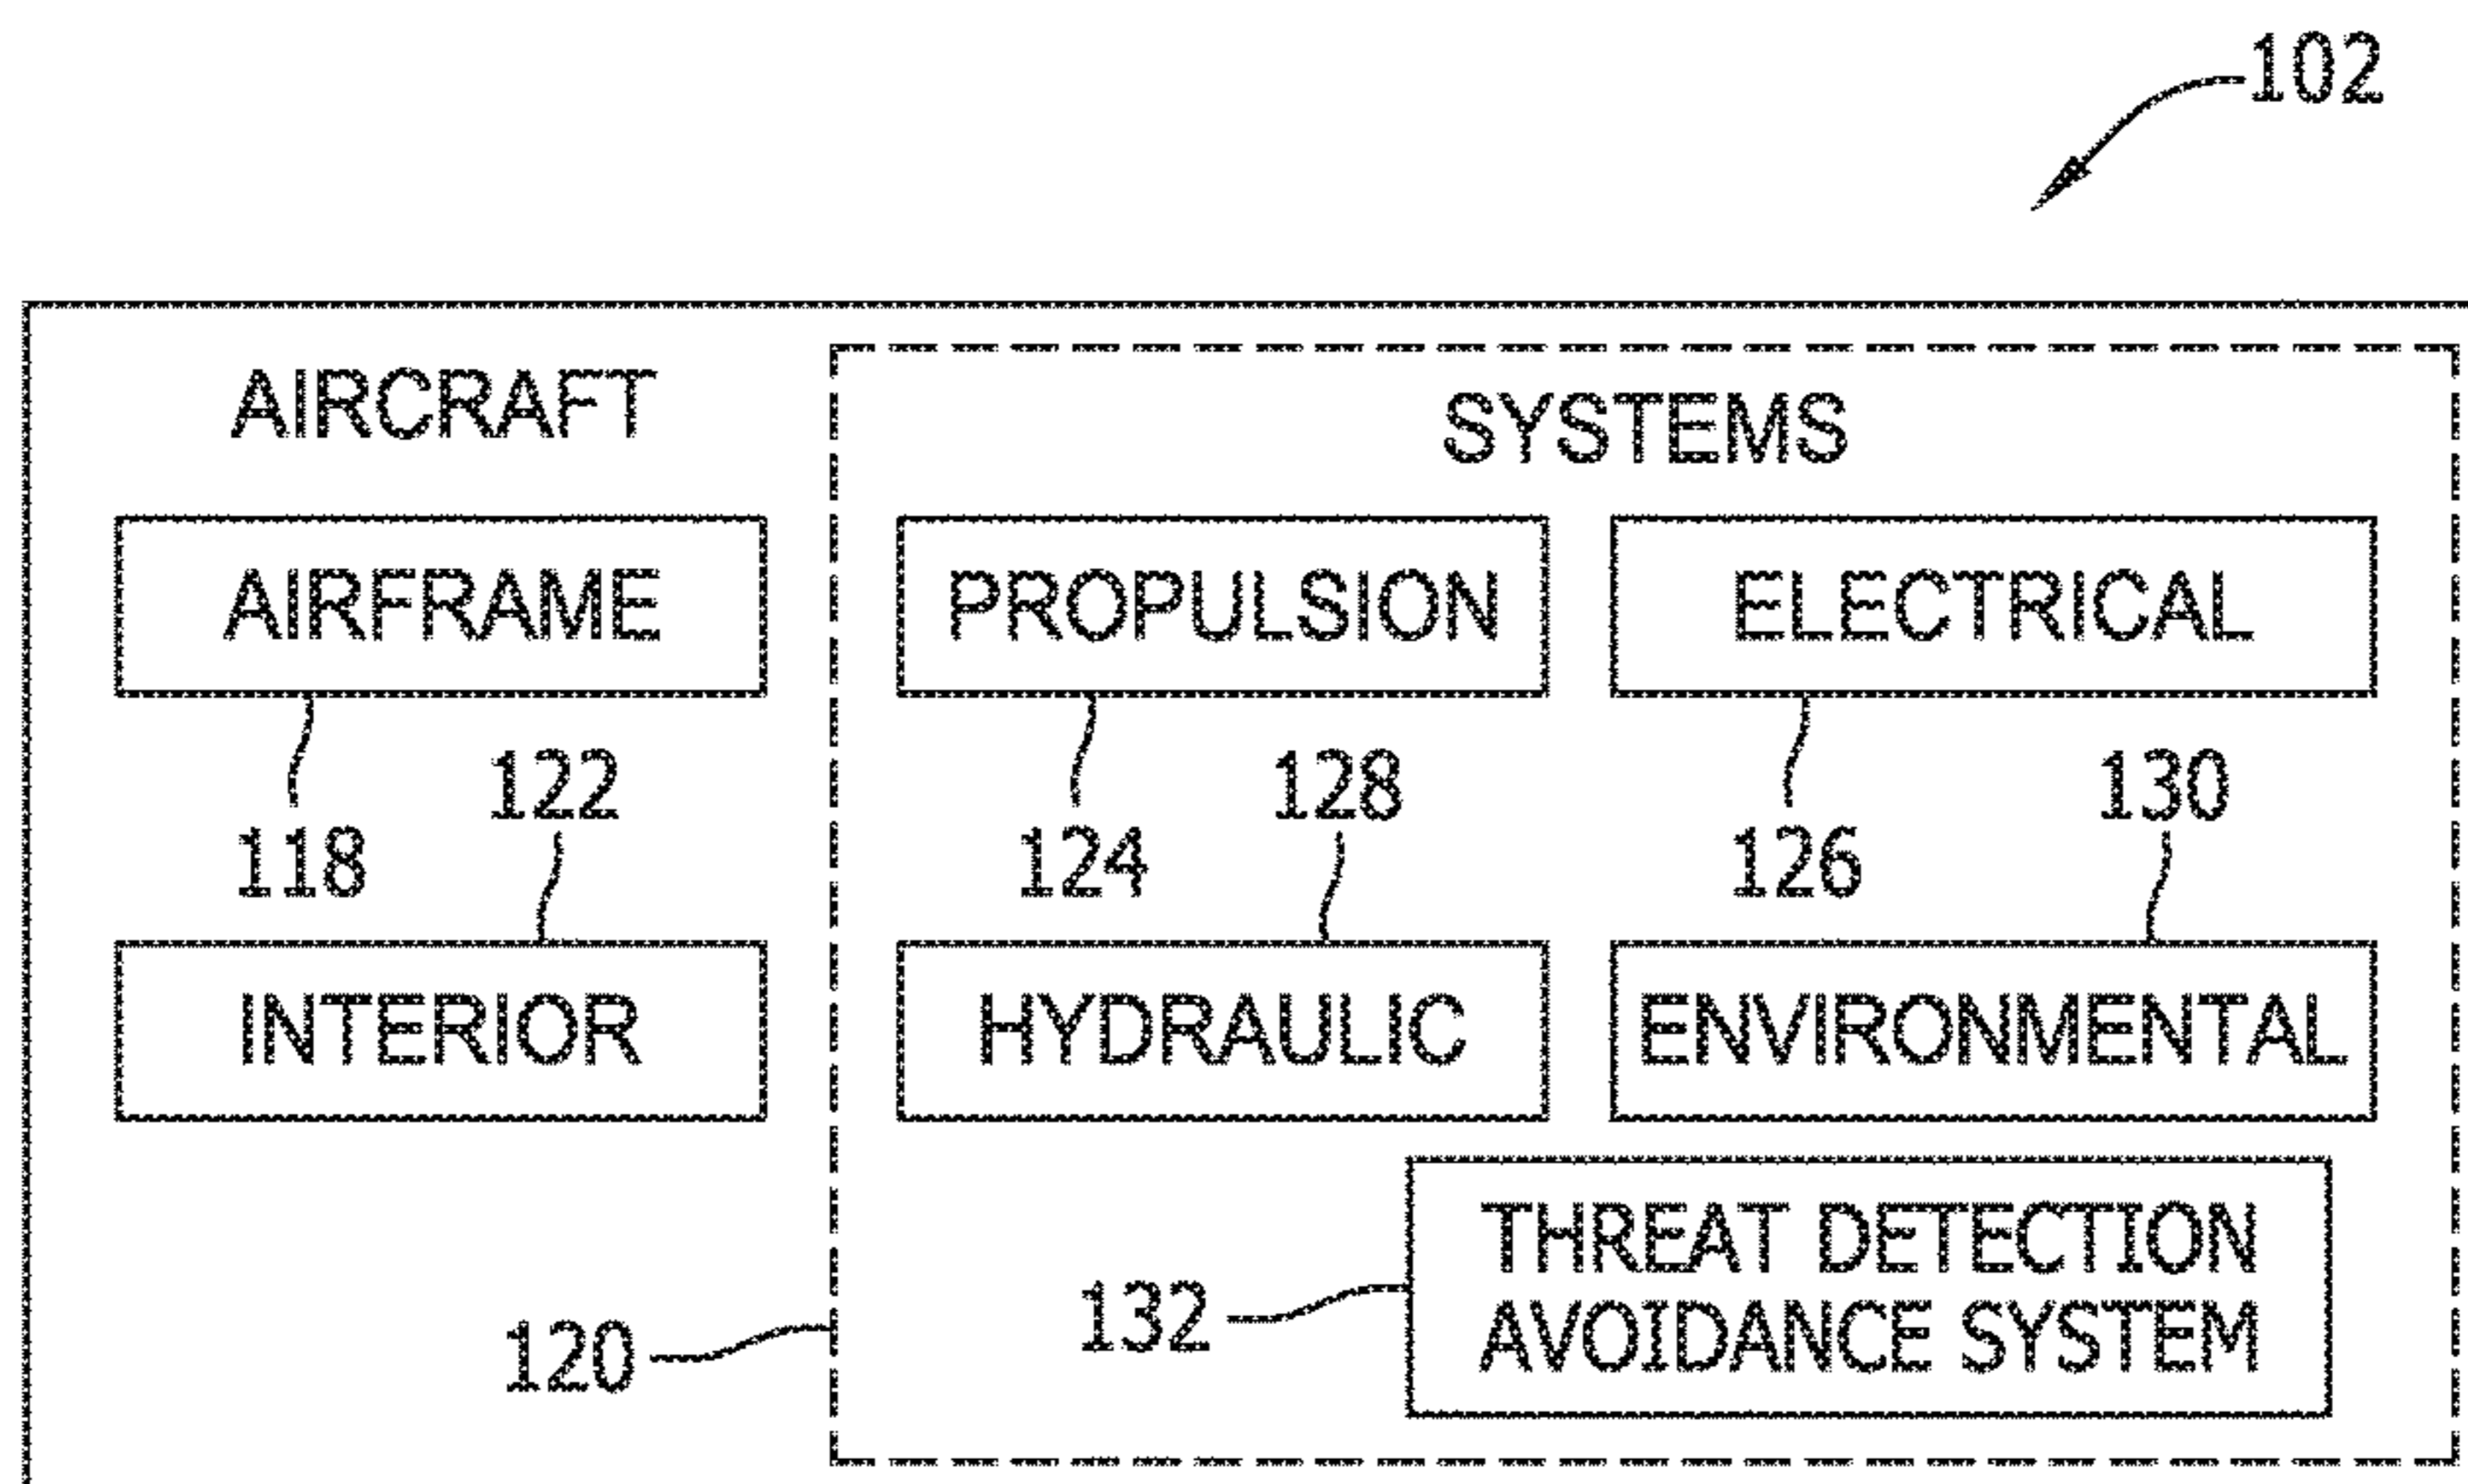 102
AIRCRAFT
SYSTEMS
AIRFRAME
PROPULSION
ELECTRICAL
122
128
130
118
124
126
INTERIOR
HYDRAULIC
ENVIRONMENTAL
THREAT DETECTION
AVOIDANCE SYSTEM
132
120